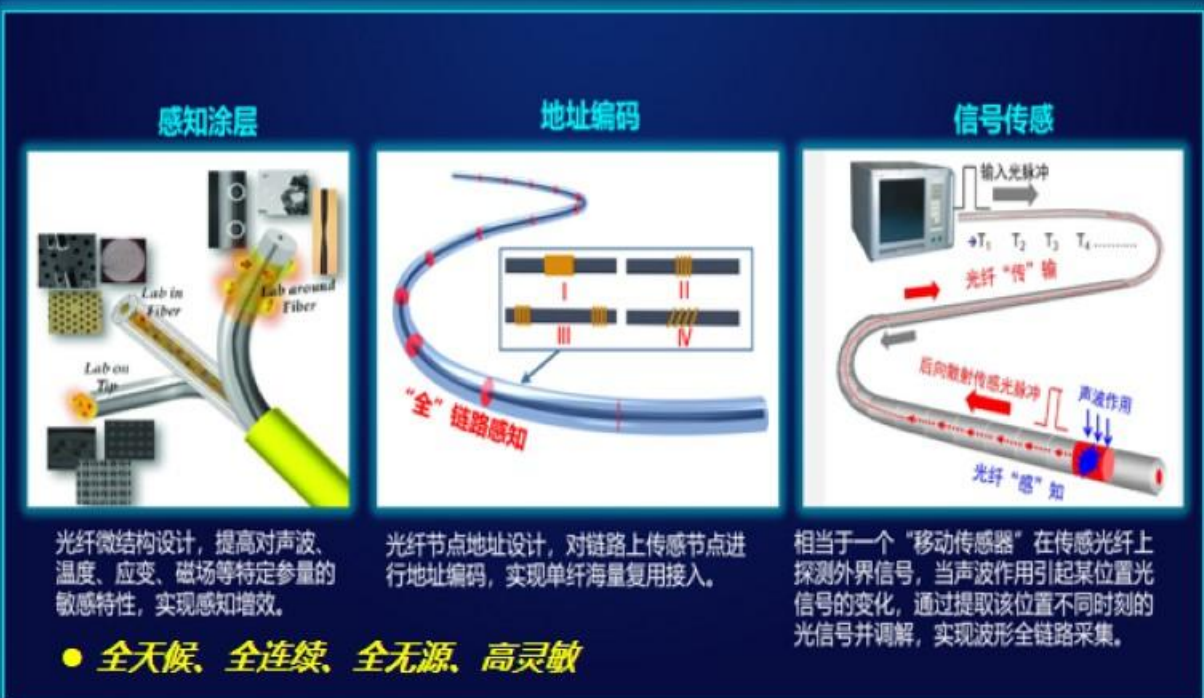 感知涂层
Lab in
Fiber
Lab around
Fiber
Lab on
Tip
光纤微结构设计，提高对声波、
温度、应变、磁场等特定参量的
敏感特性，实现感知增效。
地址编码
I
II
III
IV
“全”链路感知
光纤节点地址设计，对链路上传感节点进
行地址编码，实现单纤海量复用接入。
信号传感
输入光脉冲
T1 T2 T3 T4..........
光纤“传”输
后向散射传感光脉冲
声波作用
光纤“感”知
相当于一个“移动传感器”在传感光纤上
探测外界信号，当声波作用引起某位置光
信号的变化，通过提取该位置不同时刻的
光信号并调解，实现波形全链路采集。
● 全天候、全连续、全无源、高灵敏